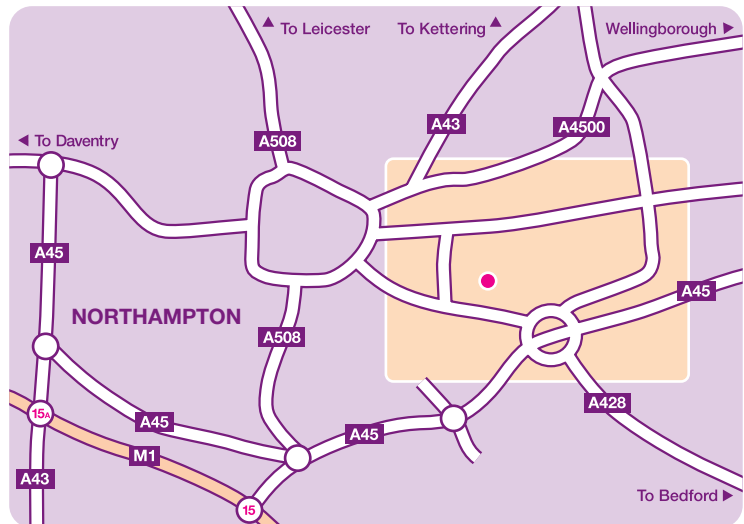 To Leicester
To Kettering
Wellingborough
A43
A4500
A508
To Daventry
A45
A45
NORTHAMPTON
A508
A428
15A
A45
A45
M1
A43
To Bedford
15